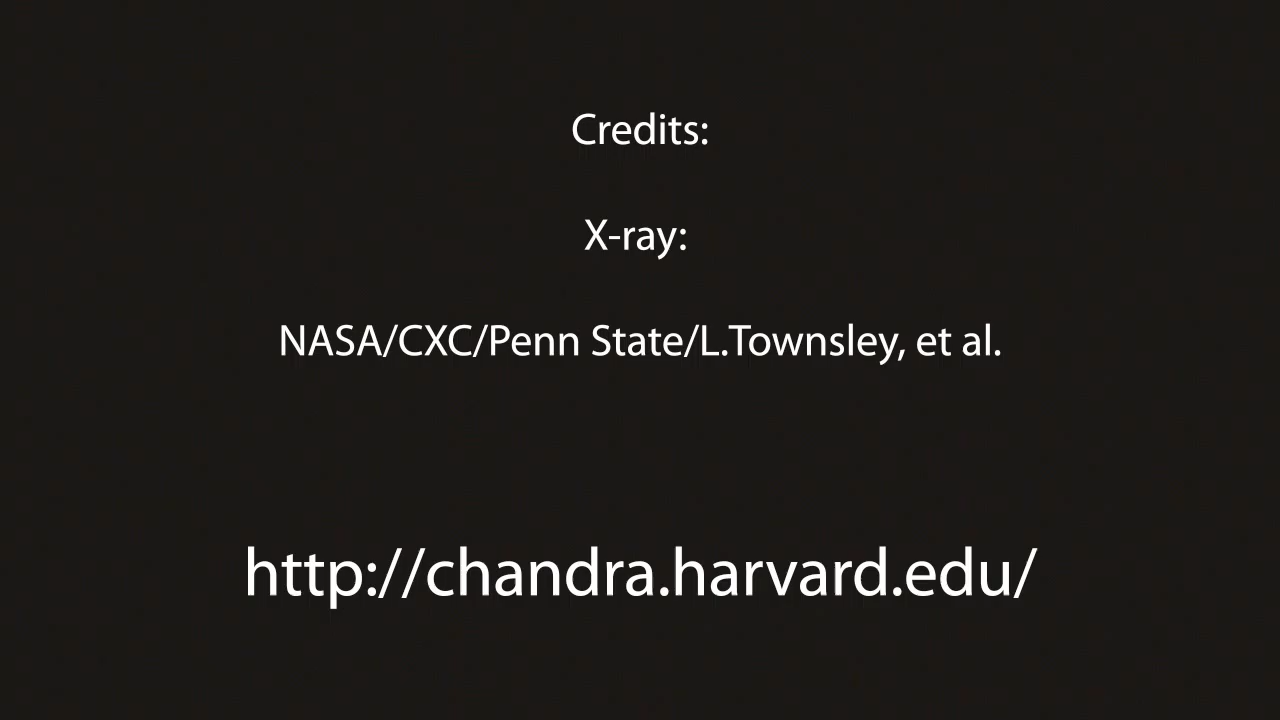 Credits:
X-ray:
NASA/CXC/Penn State/L.Townsley, et al.
http://chandra.harvard.edu/